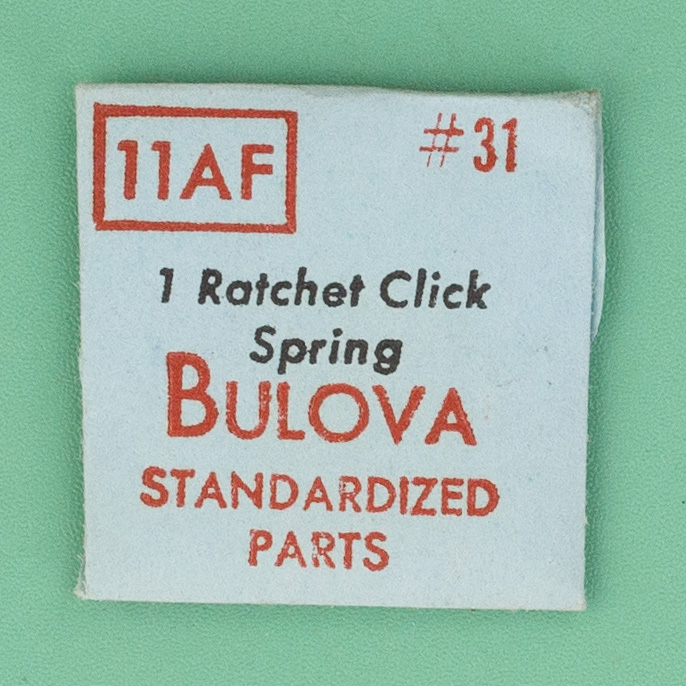 11AF #31
1 Ratchet Click
Spring
BULOVA
STANDARDIZED
PARTS